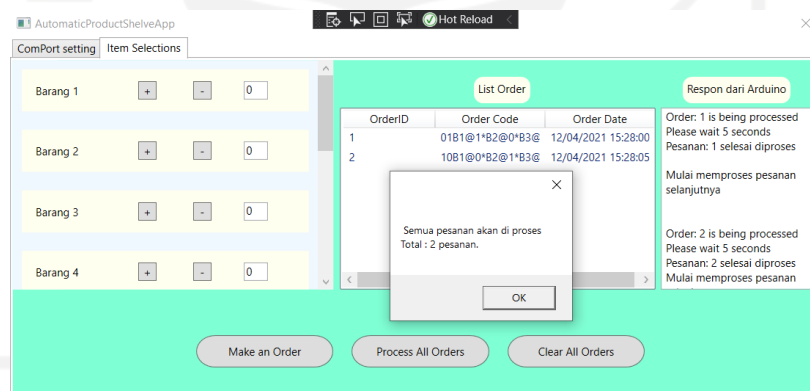 AutomaticProductShelveApp
Hot Reload
ComPort setting
Item Selections
Barang 1
+
-
0
Barang 2
+
-
0
Barang 3
+
-
0
Barang 4
+
-
0
List Order
OrderID Order Code Order Date
1 01B1@1*B2@0*B3@ 12/04/2021 15:28:00
2 10B1@0*B2@1*B3@ 12/04/2021 15:28:05
Semua pesanan akan di proses
Total : 2 pesanan.
OK
Respon dari Arduino
Order: 1 is being processed
Please wait 5 seconds
Pesanan: 1 selesai diproses
Mulai memproses pesanan
selanjutnya
Order: 2 is being processed
Please wait 5 seconds
Pesanan: 2 selesai diproses
Mulai memproses pesanan
Make an Order
Process All Orders
Clear All Orders